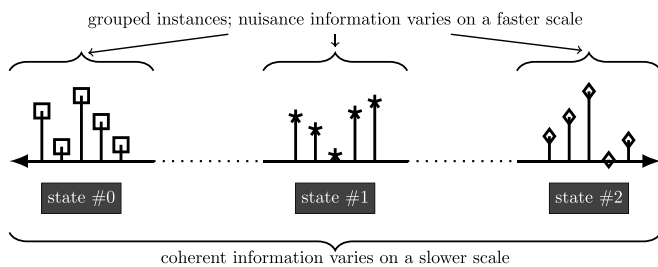 grouped instances; nuisance information varies on a faster scale
state #0
state #1
state #2
coherent information varies on a slower scale